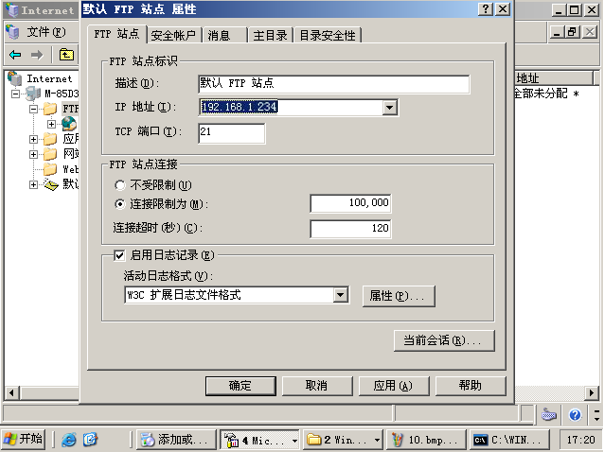 Internet
默认 FTP 站点 属性
文件(F)
FTP 站点 安全帐户 消息 主目录 目录安全性
Internet
M-85D3
FTP
应用
网站
Web
默认
地址
全部未分配 *
FTP 站点标识
描述(D): 默认 FTP 站点
IP 地址(I): 192.168.1.234
TCP 端口(T): 21
FTP 站点连接
不受限制(U)
连接限制为(M): 100,000
连接超时(秒)(C): 120
启用日志记录(E)
活动日志格式(V):
W3C 扩展日志文件格式 属性(P)...
当前会话(R)...
确定 取消 应用(A) 帮助
开始 添加或... 4 Mic... 2 Win... 10.bmp... C:\WIN... 17:20